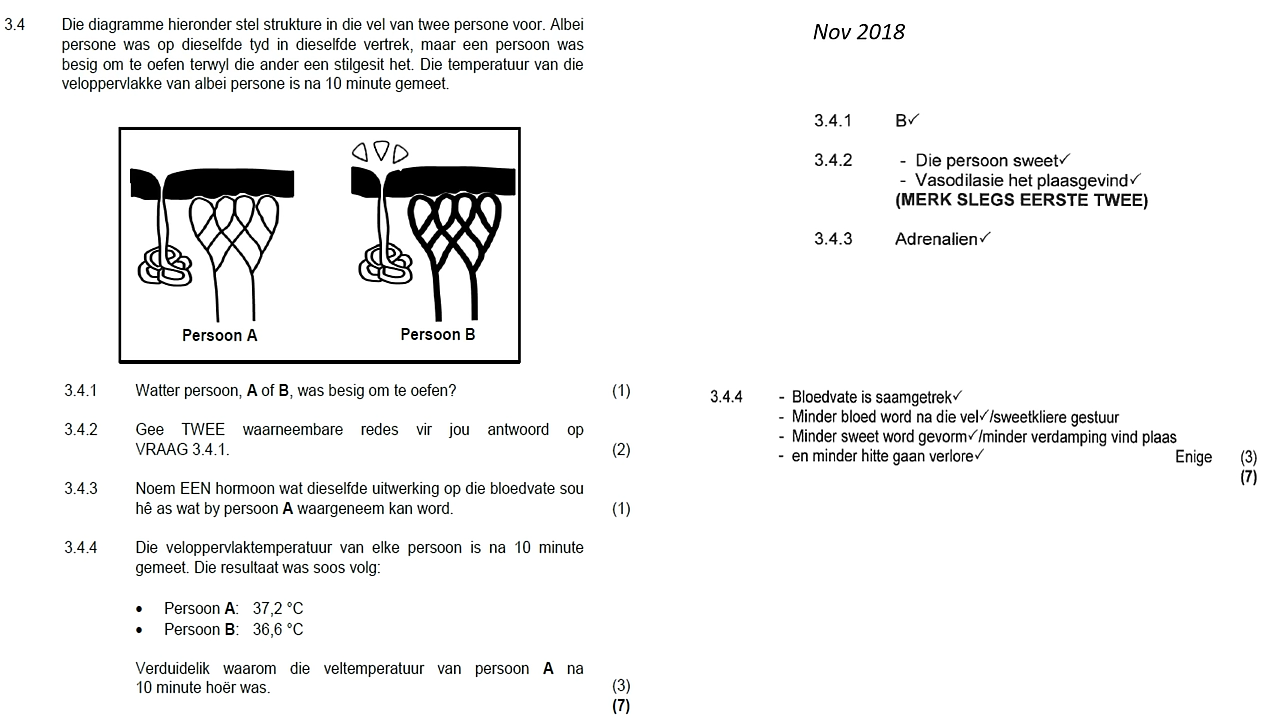 3.4 Die diagramme hieronder stel strukture in die vel van twee persone voor. Albei
persone was op dieselfde tyd in dieselfde vertrek, maar een persoon was
besig om te oefen terwyl die ander een stilgesit het. Die temperatuur van die
veloppervlakke van albei persone is na 10 minute gemeet.
Persoon A
Persoon B
3.4.1 Watter persoon, A of B, was besig om te oefen? (1)
3.4.2 Gee TWEE waarneembare redes vir jou antwoord op
VRAAG 3.4.1. (2)
3.4.3 Noem EEN hormoon wat dieselfde uitwerking op die bloedvate sou
hê as wat by persoon A waargeneem kan word. (1)
3.4.4 Die veloppervlaktemperatuur van elke persoon is na 10 minute
gemeet. Die resultaat was soos volg:
• Persoon A: 37,2 °C
• Persoon B: 36,6 °C
Verduidelik waarom die veltemperatuur van persoon A na
10 minute hoër was. (3)
(7)
Nov 2018
3.4.1 B✓
3.4.2 - Die persoon sweet✓
- Vasodilasie het plaasgevind✓
(MERK SLEGS EERSTE TWEE)
3.4.3 Adrenalien✓
3.4.4 - Bloedvate is saamgetrek✓
- Minder bloed word na die vel✓/sweetkliere gestuur
- Minder sweet word gevorm✓/minder verdamping vind plaas
- en minder hitte gaan verlore✓ Enige (3)
(7)